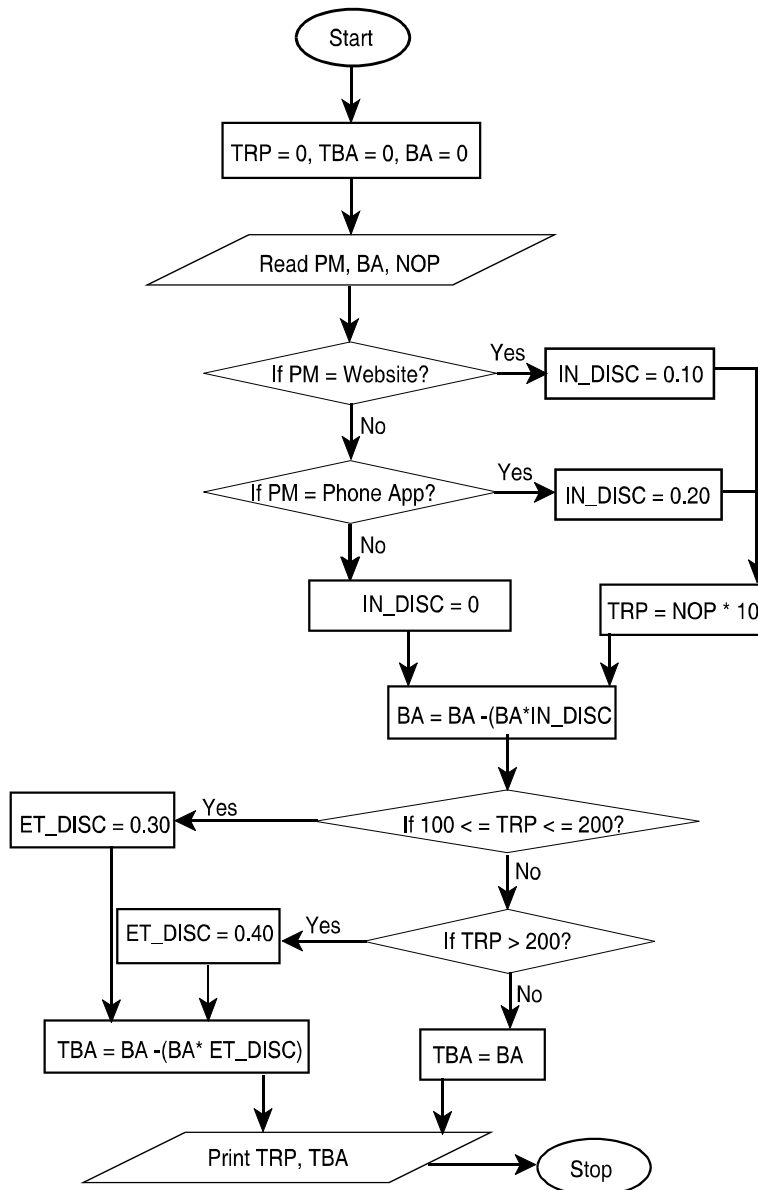 Start
TRP = 0, TBA = 0, BA = 0
Read PM, BA, NOP
If PM = Website?
Yes
IN_DISC = 0.10
No
If PM = Phone App?
Yes
IN_DISC = 0.20
No
IN_DISC = 0
TRP = NOP * 10
BA = BA -(BA*IN_DISC
If 100 < = TRP < = 200?
Yes
ET_DISC = 0.30
No
If TRP > 200?
Yes
ET_DISC = 0.40
No
TBA = BA -(BA* ET_DISC)
TBA = BA
Print TRP, TBA
Stop